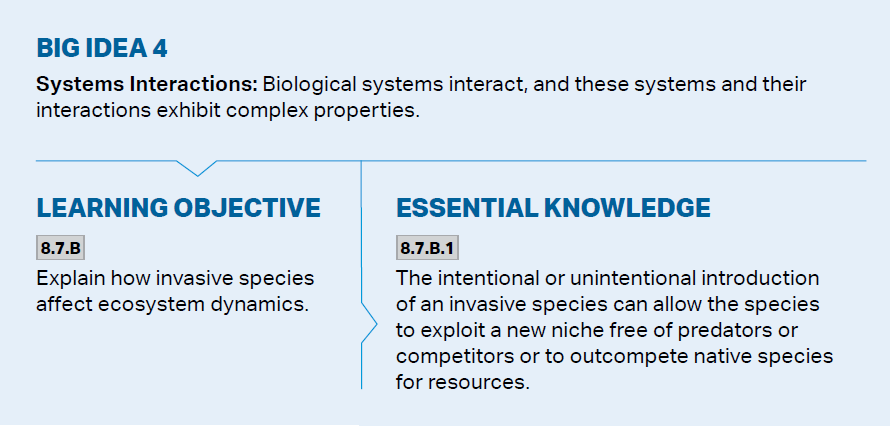 BIG IDEA 4
Systems Interactions: Biological systems interact, and these systems and their
interactions exhibit complex properties.
LEARNING OBJECTIVE
8.7.B
Explain how invasive species
affect ecosystem dynamics.
ESSENTIAL KNOWLEDGE
8.7.B.1
The intentional or unintentional introduction
of an invasive species can allow the species
to exploit a new niche free of predators or
competitors or to outcompete native species
for resources.